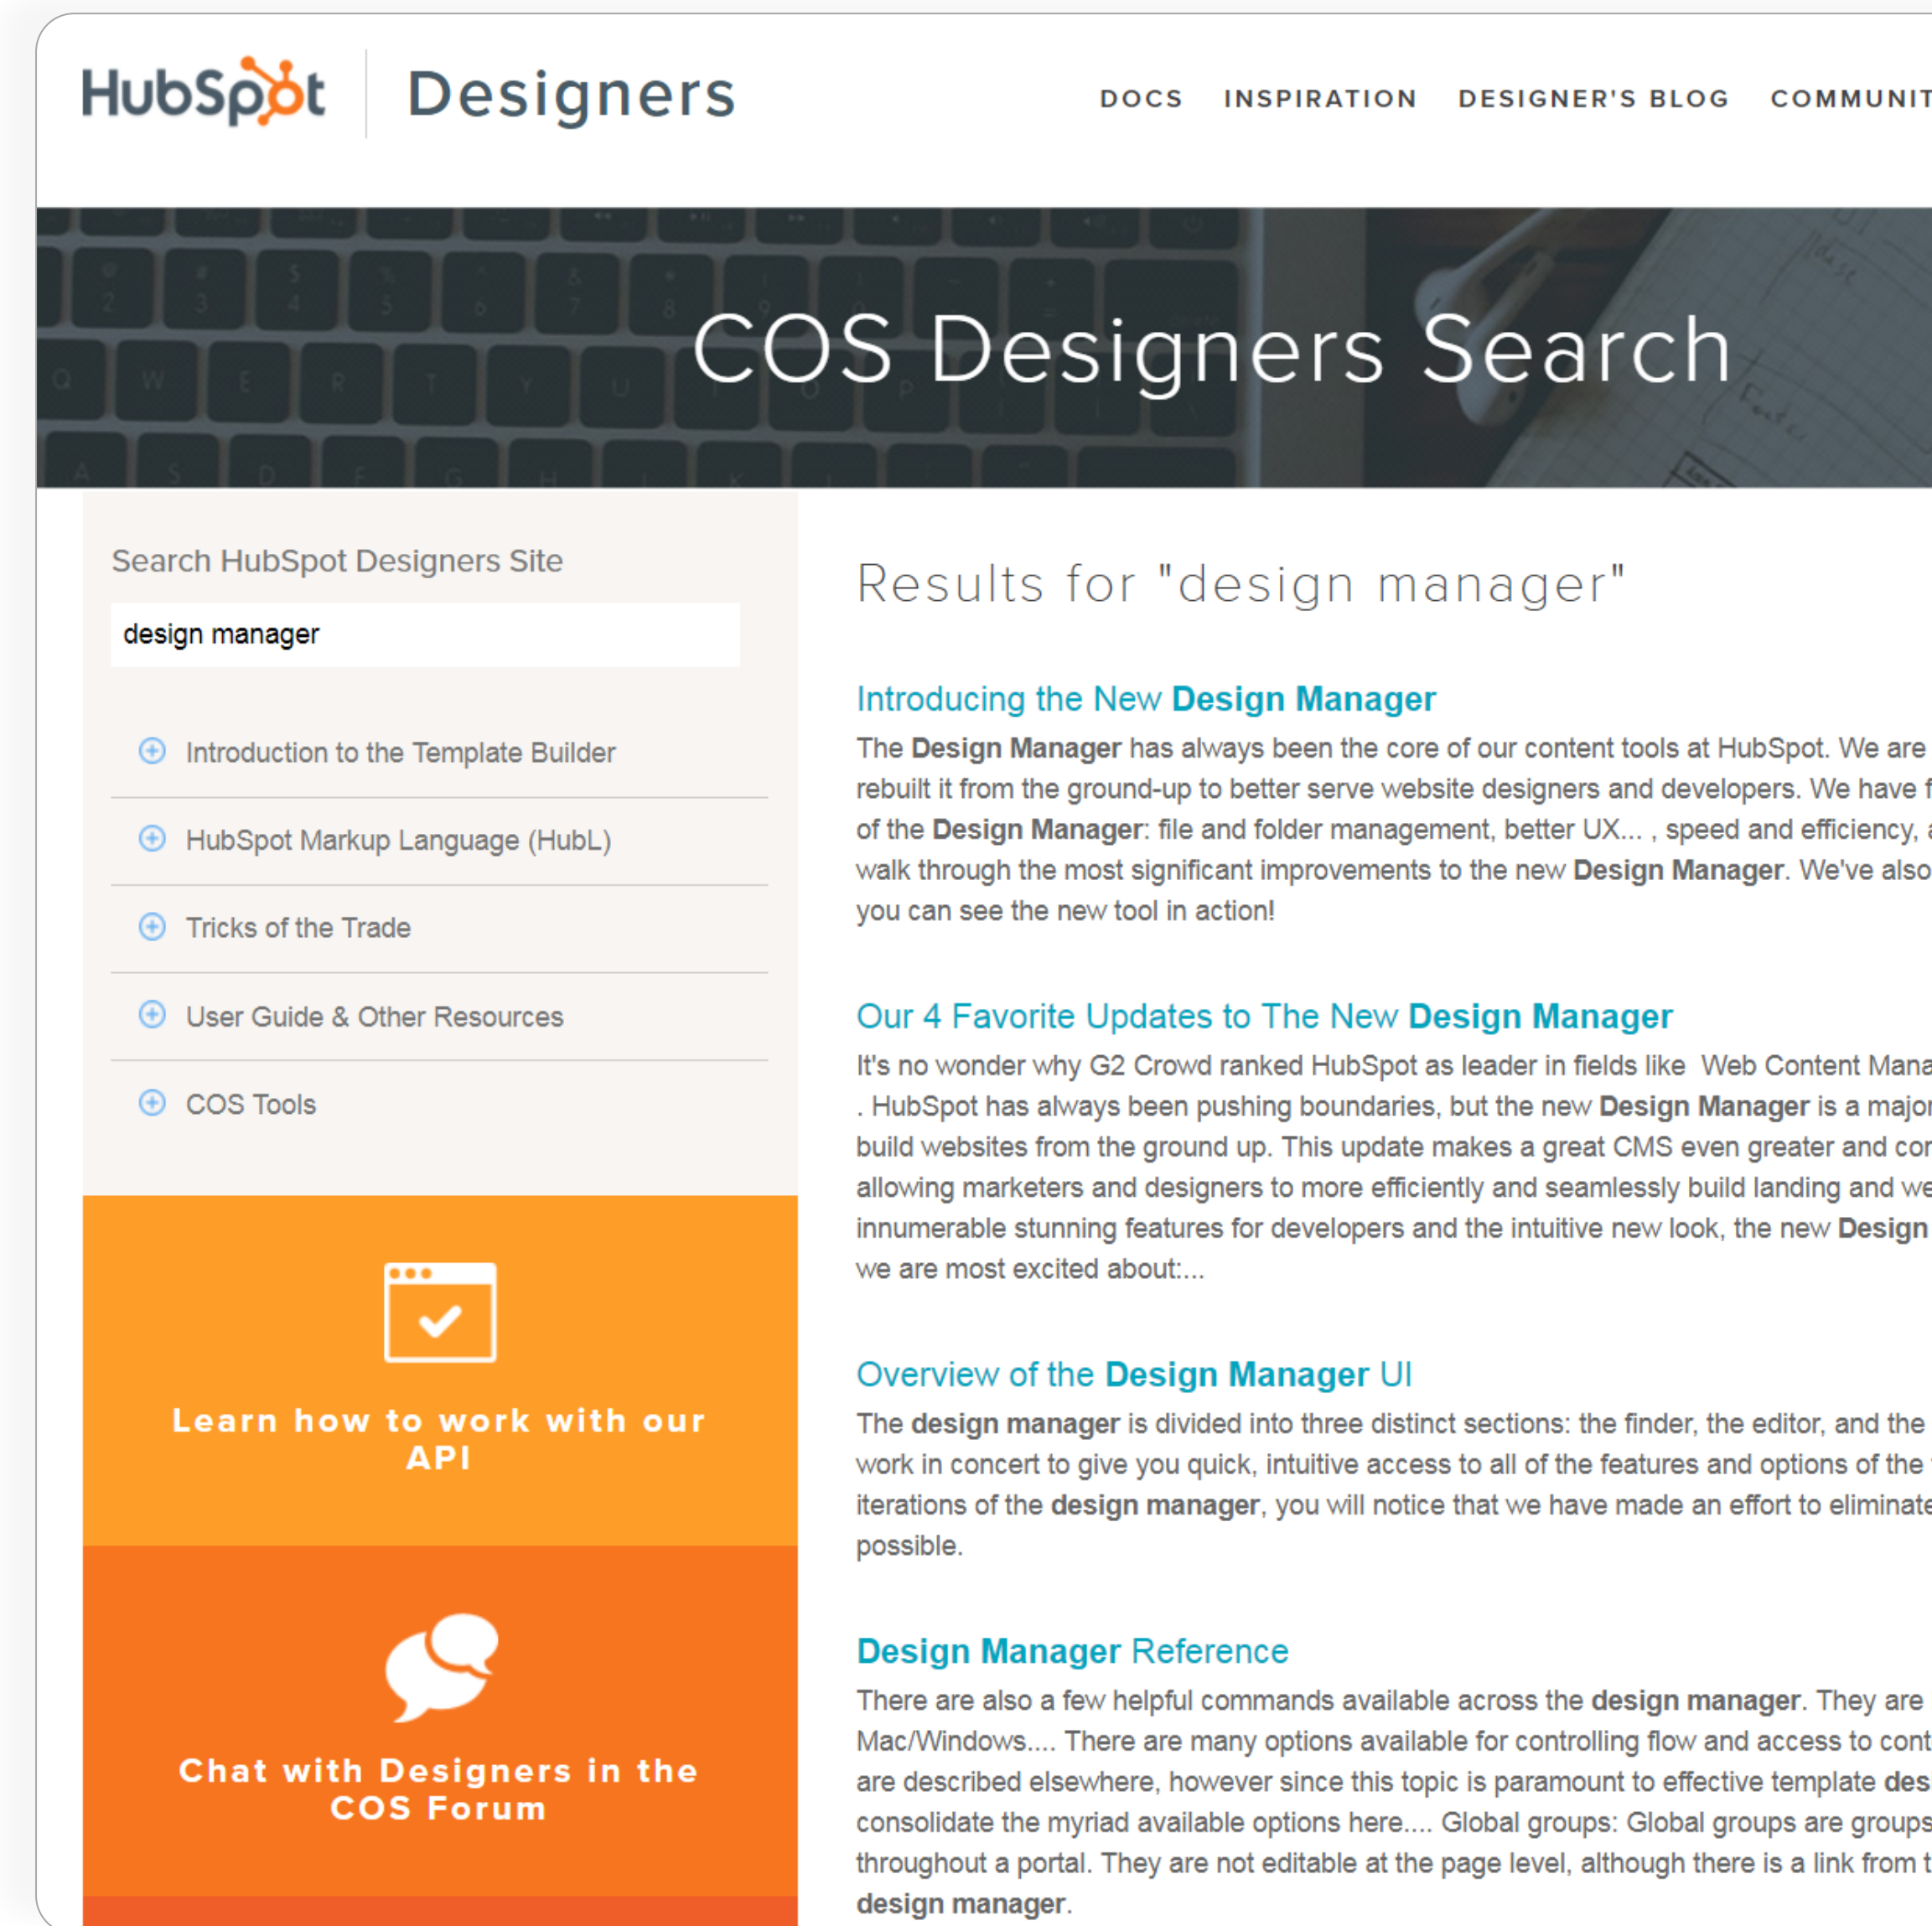 HubSpot
Designers
DOCS INSPIRATION DESIGNER'S BLOG COMMUNIT
COS Designers Search
Search HubSpot Designers Site
design manager
Introduction to the Template Builder
HubSpot Markup Language (HubL)
Tricks of the Trade
User Guide & Other Resources
COS Tools
Learn how to work with our
API
Chat with Designers in the
COS Forum
Results for "design manager"
Introducing the New Design Manager
The Design Manager has always been the core of our content tools at HubSpot. We are
rebuilt it from the ground-up to better serve website designers and developers. We have f
of the Design Manager: file and folder management, better UX... , speed and efficiency, a
walk through the most significant improvements to the new Design Manager. We've also
you can see the new tool in action!
Our 4 Favorite Updates to The New Design Manager
It's no wonder why G2 Crowd ranked HubSpot as leader in fields like Web Content Mana
. HubSpot has always been pushing boundaries, but the new Design Manager is a major
build websites from the ground up. This update makes a great CMS even greater and con
allowing marketers and designers to more efficiently and seamlessly build landing and we
innumerable stunning features for developers and the intuitive new look, the new Design
we are most excited about:...
Overview of the Design Manager UI
The design manager is divided into three distinct sections: the finder, the editor, and the
work in concert to give you quick, intuitive access to all of the features and options of the
iterations of the design manager, you will notice that we have made an effort to eliminate
possible.
Design Manager Reference
There are also a few helpful commands available across the design manager. They are
Mac/Windows.... There are many options available for controlling flow and access to cont
are described elsewhere, however since this topic is paramount to effective template des
consolidate the myriad available options here.... Global groups: Global groups are groups
throughout a portal. They are not editable at the page level, although there is a link from t
design manager.